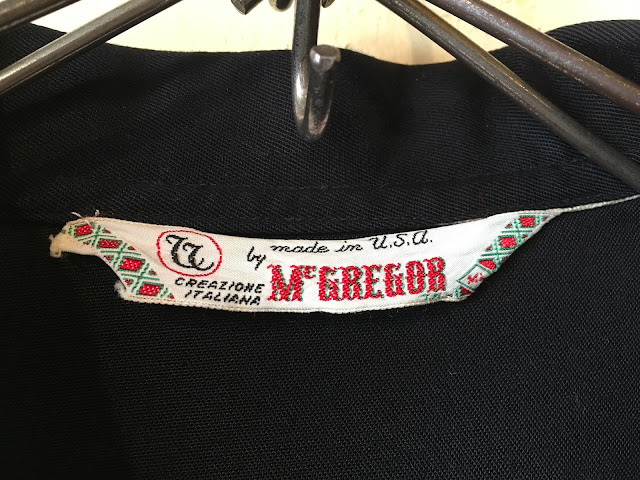 made in U.S.A.
by
McGREGOR
CREAZIONE
ITALIANA